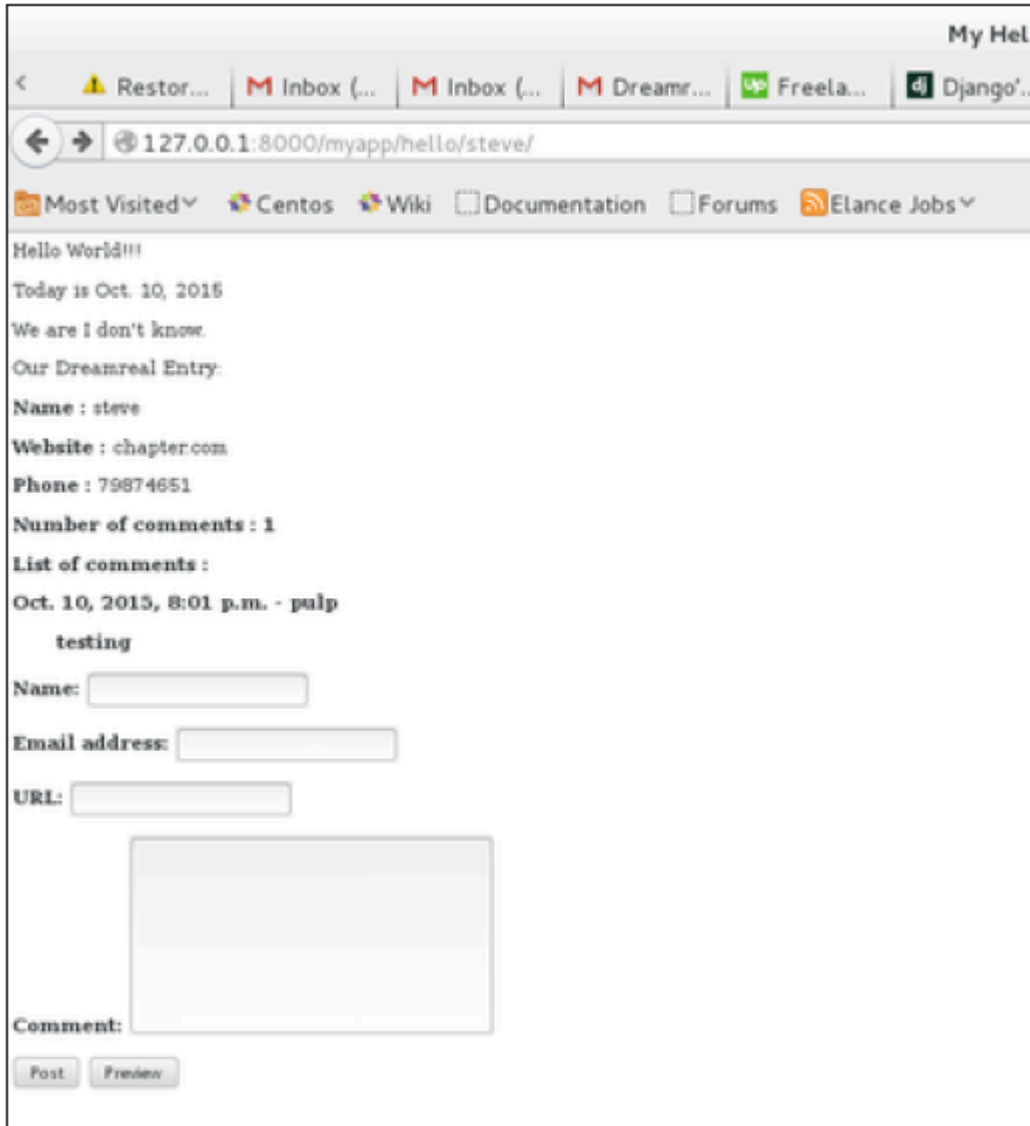 My Hel
< Restor... Inbox (... Inbox (... Dreamr... Up Freela... dj Django'..
127.0.0.1:8000/myapp/hello/steve/
Most Visited Centos Wiki Documentation Forums Elance Jobs
Hello World!!!
Today is Oct. 10, 2015
We are I don't know.
Our Dreamreal Entry:
Name : steve
Website : chapter.com
Phone : 79874651
Number of comments : 1
List of comments :
Oct. 10, 2015, 8:01 p.m. - pulp
testing
Name:
Email address:
URL:
Comment:
Post Preview